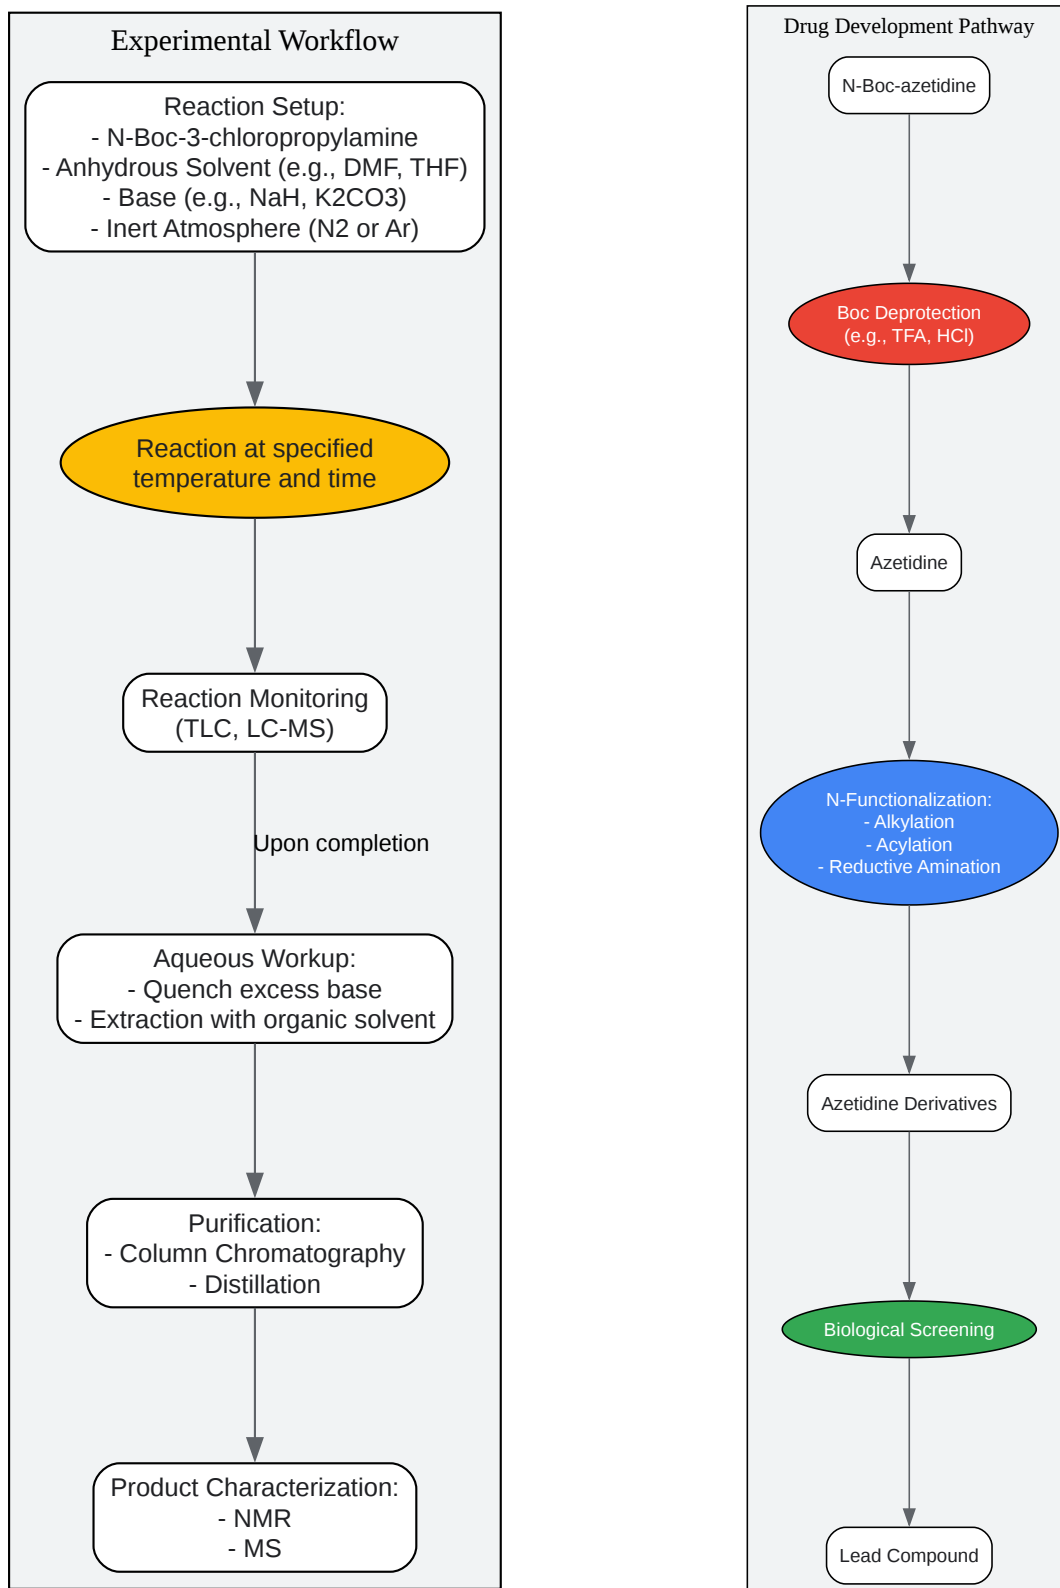 Experimental Workflow
Reaction Setup:
- N-Boc-3-chloropropylamine
- Anhydrous Solvent (e.g., DMF, THF)
- Base (e.g., NaH, K2CO3)
- Inert Atmosphere (N2 or Ar)
Reaction at specified
temperature and time
Reaction Monitoring
(TLC, LC-MS)
Upon completion
Aqueous Workup:
- Quench excess base
- Extraction with organic solvent
Purification:
- Column Chromatography
- Distillation
Product Characterization:
- NMR
- MS
Drug Development Pathway
N-Boc-azetidine
Boc Deprotection
(e.g., TFA, HCl)
Azetidine
N-Functionalization:
- Alkylation
- Acylation
- Reductive Amination
Azetidine Derivatives
Biological Screening
Lead Compound